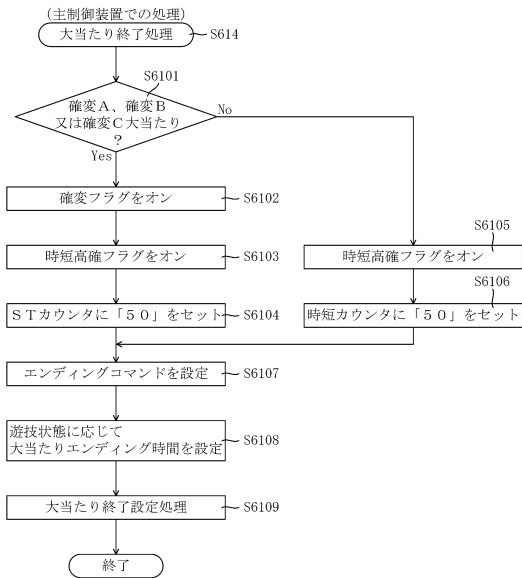 (主制御装置での処理)
大当たり終了処理
S614
S6101
確変A、確変B
又は確変C大当たり
?
No
Yes
確変フラグをオン
S6102
時短高確フラグをオン
S6103
STカウンタに「50」をセット
S6104
S6105
時短高確フラグをオン
S6106
時短カウンタに「50」をセット
エンディングコマンドを設定
S6107
遊技状態に応じて
大当たりエンディング時間を設定
S6108
大当たり終了設定処理
S6109
終了